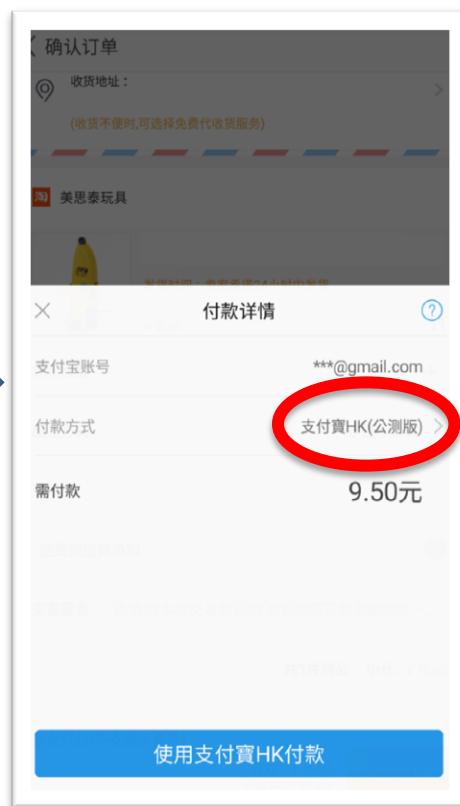 确认订单
收货地址：
(收货不便时,可选择免费代收货服务)
淘 美思泰玩具
付款详情
支付宝账号 ***@gmail.com
付款方式 支付寶HK(公测版)
需付款 9.50元
使用支付寶HK付款